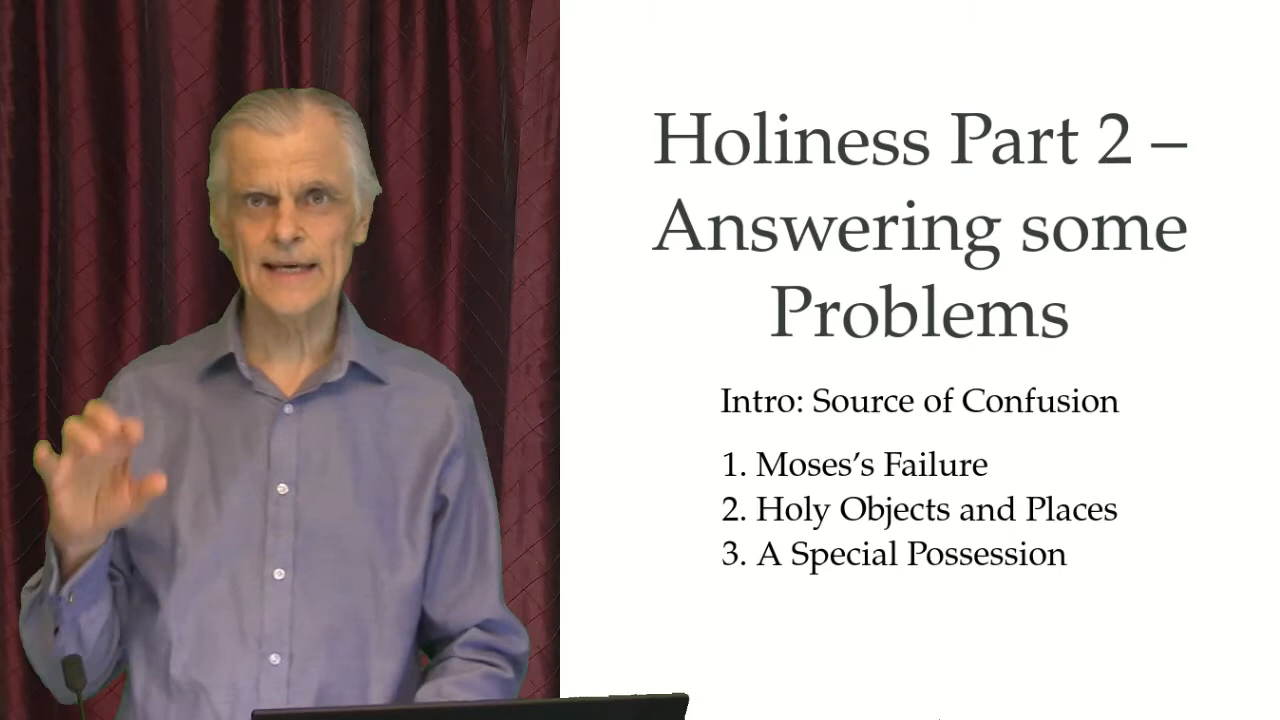 Holiness Part 2 –
Answering some
Problems
Intro: Source of Confusion
1. Moses’s Failure
2. Holy Objects and Places
3. A Special Possession